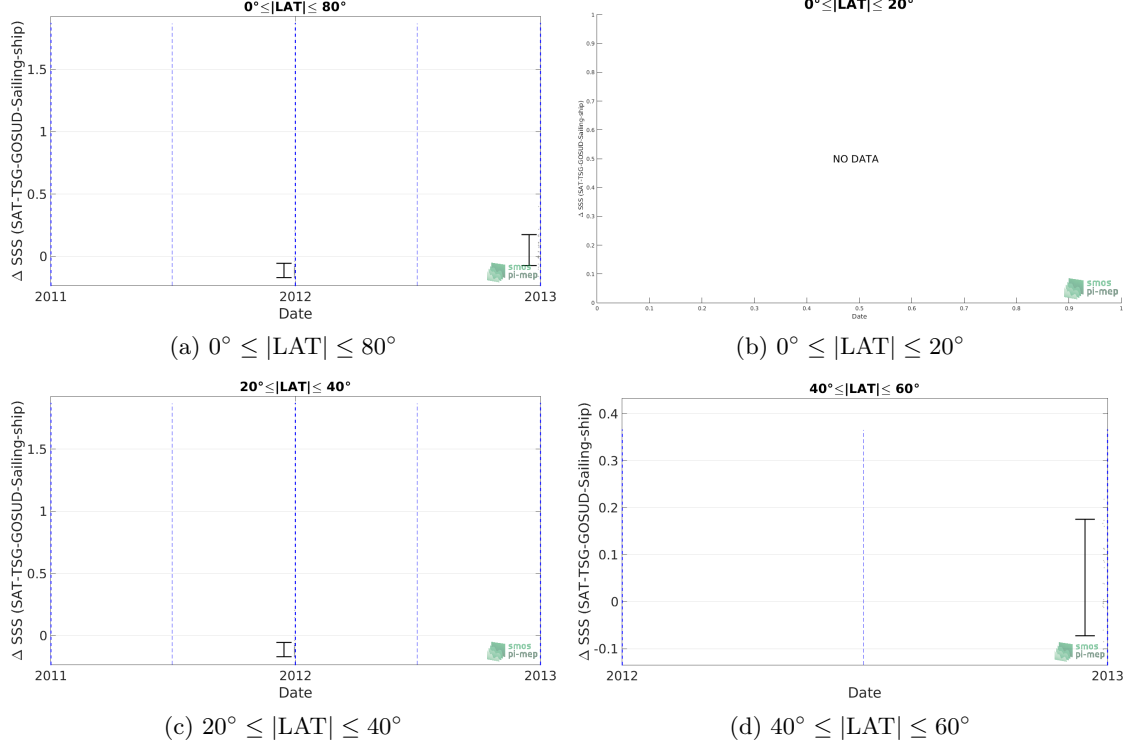 0°≤|LAT|≤ 80°
Δ SSS (SAT-TSG-GOSUD-Sailing-ship)
1.5
1
0.5
0
2011
2012
2013
Date
smos
pi-mep
(a) 0° ≤ |LAT| ≤ 80°
0°≤|LAT|≤ 20°
Δ SSS (SAT-TSG-GOSUD-Sailing-ship)
1
0.9
0.8
0.7
0.6
0.5
0.4
0.3
0.2
0.1
0
NO DATA
0
0.1
0.2
0.3
0.4
0.5
0.6
0.7
0.8
0.9
1
Date
smos
pi-mep
(b) 0° ≤ |LAT| ≤ 20°
20°≤|LAT|≤ 40°
Δ SSS (SAT-TSG-GOSUD-Sailing-ship)
1.5
1
0.5
0
2011
2012
2013
Date
smos
pi-mep
(c) 20° ≤ |LAT| ≤ 40°
40°≤|LAT|≤ 60°
Δ SSS (SAT-TSG-GOSUD-Sailing-ship)
0.4
0.3
0.2
0.1
0
-0.1
2012
2013
Date
smos
pi-mep
(d) 40° ≤ |LAT| ≤ 60°